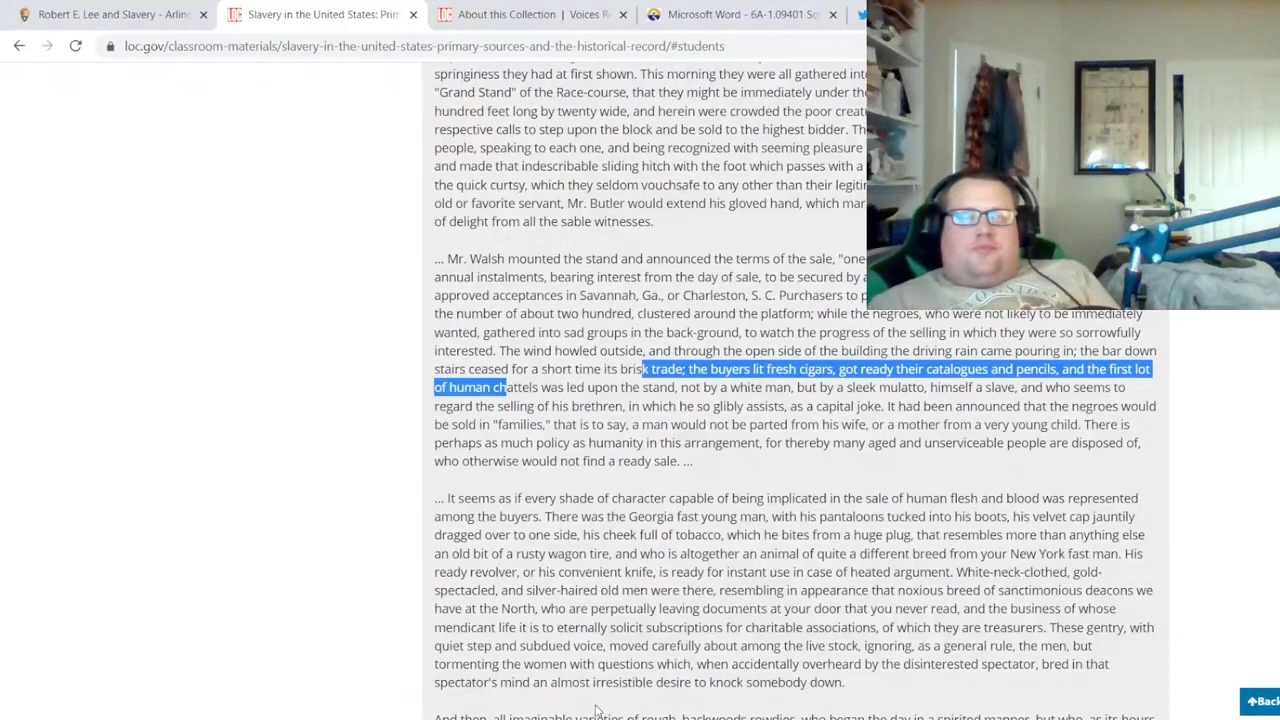 Robert E. Lee and Slavery - Arling
Slavery in the United States: Prim
About this Collection | Voices R
Microsoft Word - 6A-1.09401 So
loc.gov/classroom-materials/slavery-in-the-united-states-primary-sources-and-the-historical-record/#students
springiness they had at first shown. This morning they were all gathered into
"Grand Stand" of the Race-course, that they might be immediately under the
hundred feet long by twenty wide, and herein were crowded the poor creatu
respective calls to step upon the block and be sold to the highest bidder. Th
people, speaking to each one, and being recognized with seeming pleasure
and made that indescribable sliding hitch with the foot which passes with a
the quick curtsy, which they seldom vouchsafe to any other than their legitir
old or favorite servant, Mr. Butler would extend his gloved hand, which mar
of delight from all the sable witnesses.
... Mr. Walsh mounted the stand and announced the terms of the sale, "one-
annual instalments, bearing interest from the day of sale, to be secured by a
approved acceptances in Savannah, Ga., or Charleston, S. C. Purchasers to p
the number of about two hundred, clustered around the platform; while the negroes, who were not likely to be immediately
wanted, gathered into sad groups in the back-ground, to watch the progress of the selling in which they were so sorrowfully
interested. The wind howled outside, and through the open side of the building the driving rain came pouring in; the bar down
stairs ceased for a short time its brisk trade; the buyers lit fresh cigars, got ready their catalogues and pencils, and the first lot
of human chattels was led upon the stand, not by a white man, but by a sleek mulatto, himself a slave, and who seems to
regard the selling of his brethren, in which he so glibly assists, as a capital joke. It had been announced that the negroes would
be sold in "families," that is to say, a man would not be parted from his wife, or a mother from a very young child. There is
perhaps as much policy as humanity in this arrangement, for thereby many aged and unserviceable people are disposed of,
who otherwise would not find a ready sale. ...
... It seems as if every shade of character capable of being implicated in the sale of human flesh and blood was represented
among the buyers. There was the Georgia fast young man, with his pantaloons tucked into his boots, his velvet cap jauntily
dragged over to one side, his cheek full of tobacco, which he bites from a huge plug, that resembles more than anything else
an old bit of a rusty wagon tire, and who is altogether an animal of quite a different breed from your New York fast man. His
ready revolver, or his convenient knife, is ready for instant use in case of heated argument. White-neck-clothed, gold-
spectacled, and silver-haired old men were there, resembling in appearance that noxious breed of sanctimonious deacons we
have at the North, who are perpetually leaving documents at your door that you never read, and the business of whose
mendicant life it is to eternally solicit subscriptions for charitable associations, of which they are treasurers. These gentry, with
quiet step and subdued voice, moved carefully about among the live stock, ignoring, as a general rule, the men, but
tormenting the women with questions which, when accidentally overheard by the disinterested spectator, bred in that
spectator's mind an almost irresistible desire to knock somebody down.
And then, all imaginable varieties of rough, backwoods rowdies, who began the day in a spirited manner, but who, as its hours
Back